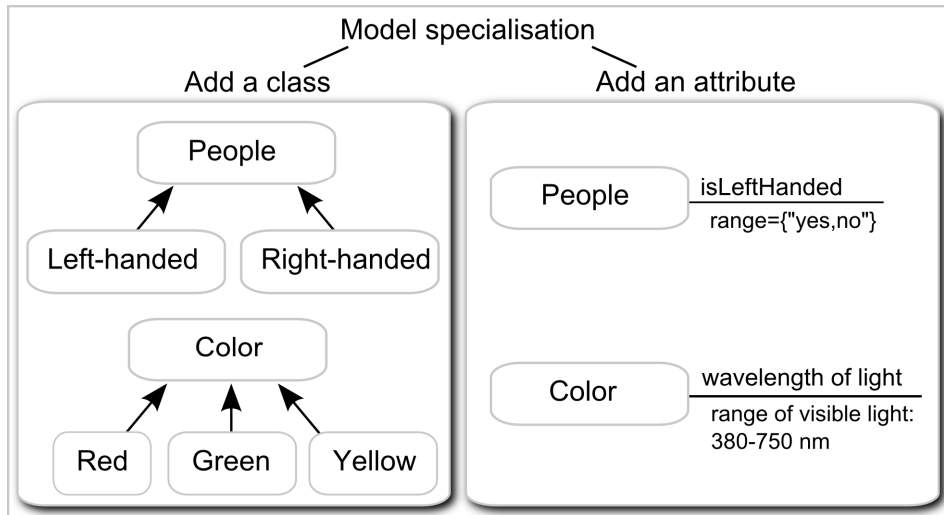 Model specialisation
Add a class
People
Left-handed
Right-handed
Color
Red
Green
Yellow
Add an attribute
People
isLeftHanded
range={"yes,no"}
Color
wavelength of light
range of visible light:
380-750 nm